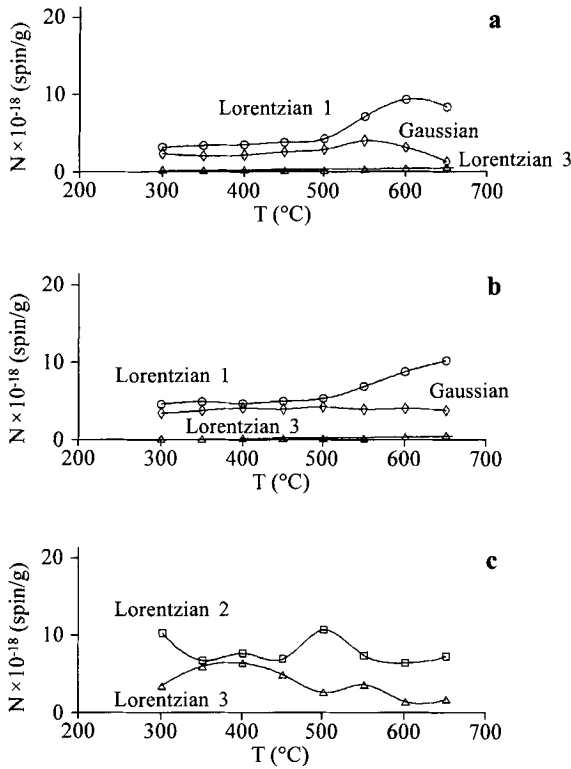 a
N × 10⁻¹⁸ (spin/g)
20
10
0
Lorentzian 1
Gaussian
Lorentzian 3
200 300 400 500 600 700
T (°C)
b
N × 10⁻¹⁸ (spin/g)
20
10
0
Lorentzian 1
Gaussian
Lorentzian 3
200 300 400 500 600 700
T (°C)
c
N × 10⁻¹⁸ (spin/g)
20
10
0
Lorentzian 2
Lorentzian 3
200 300 400 500 600 700
T (°C)